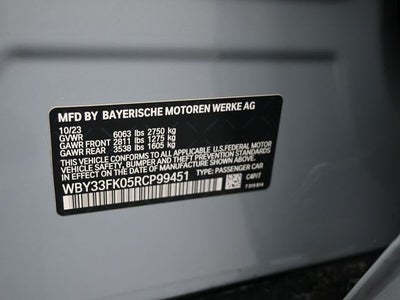 MFD BY BAYERISCHE MOTOREN WERKE AG
10/23
GVWR 6063 lbs 2750 kg
GAWR FRONT 2811 lbs 1275 kg
GAWR REAR 3538 lbs 1605 kg
THIS VEHICLE CONFORMS TO ALL APPLICABLE U.S.FEDERAL MOTOR
VEHICLE SAFETY, BUMPER AND THEFT PREVENTION STANDARDS
IN EFFECT ON THE DATE OF MANUFACTURE SHOWN ABOVE.
WBY33FK05RCP99451 TYPE: PASSENGER CAR C4P/7